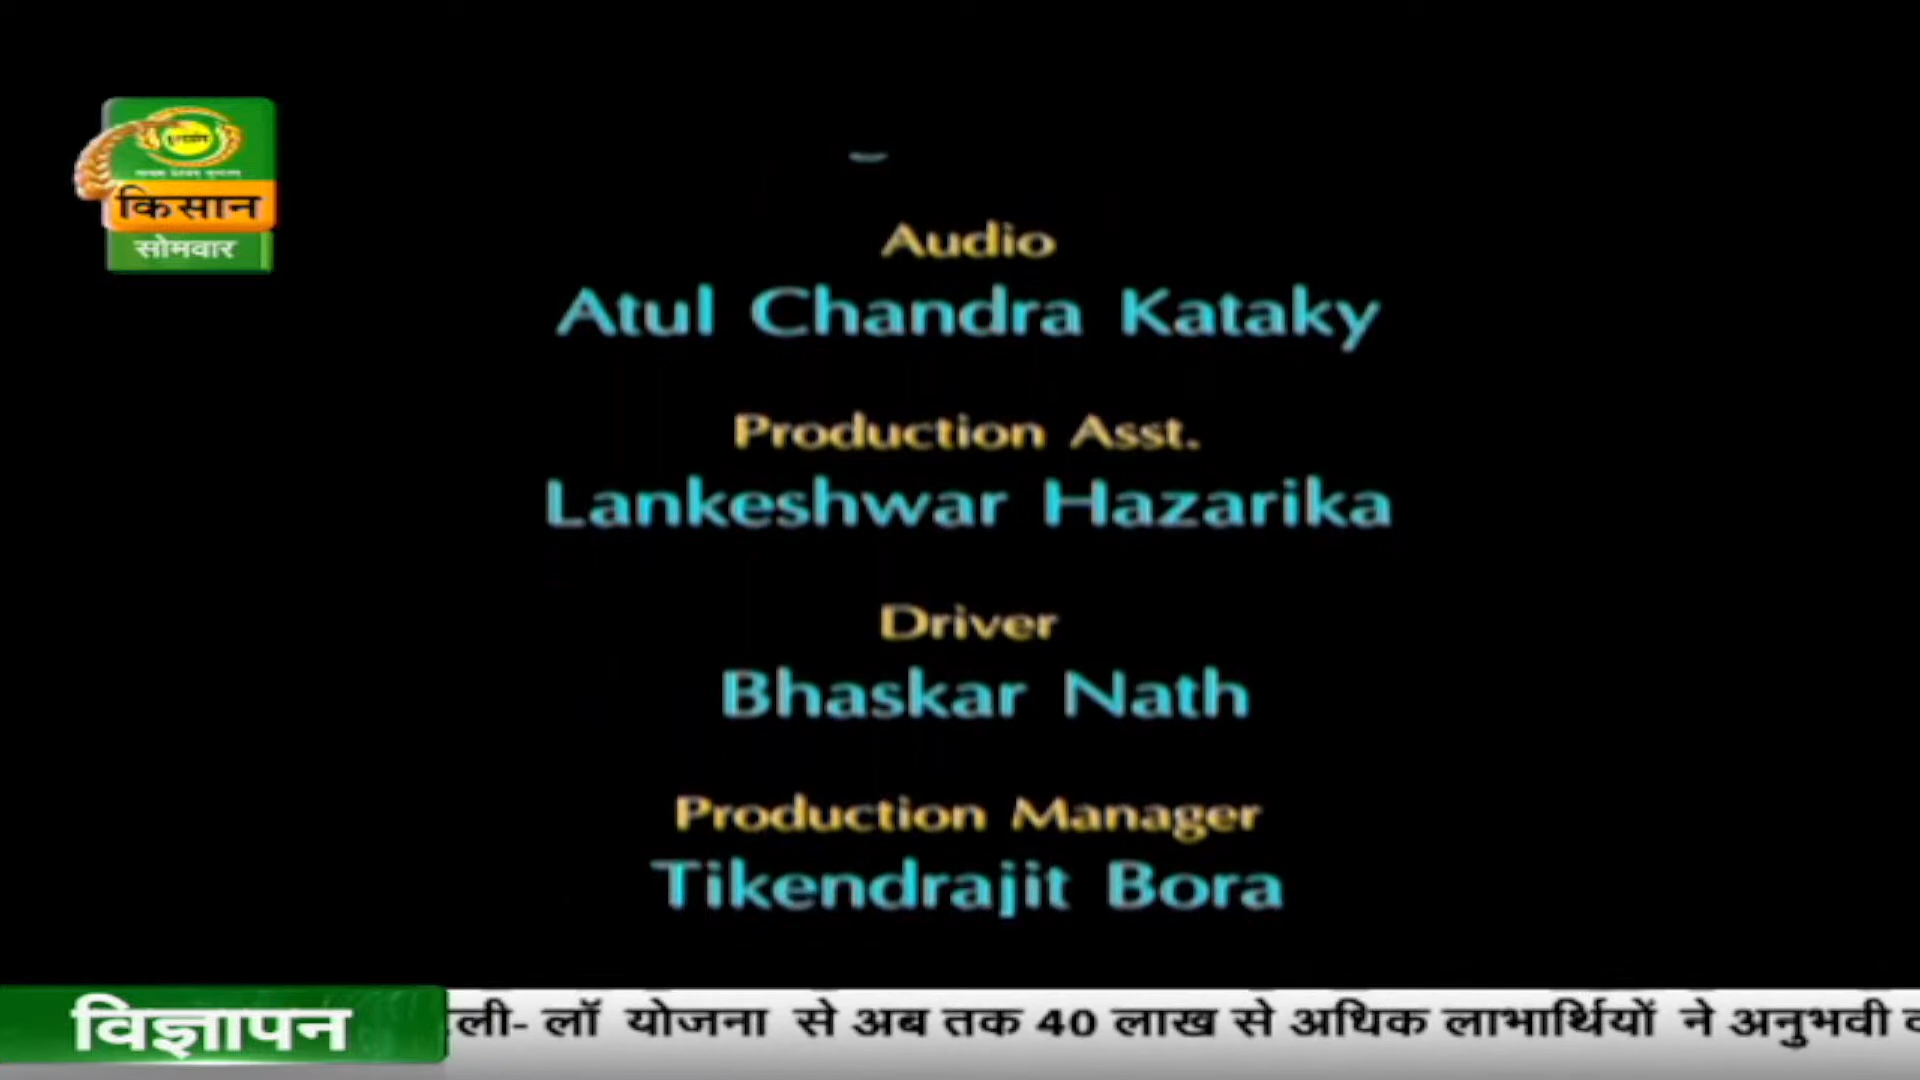 किसान
सोमवार
Audio
Atul Chandra Kataky
Production Asst.
Lankeshwar Hazarika
Driver
Bhaskar Nath
Production Manager
Tikendrajit Bora
विज्ञापन
ली- लॉ योजना से अब तक 40 लाख से अधिक लाभार्थियों ने अनुभवी